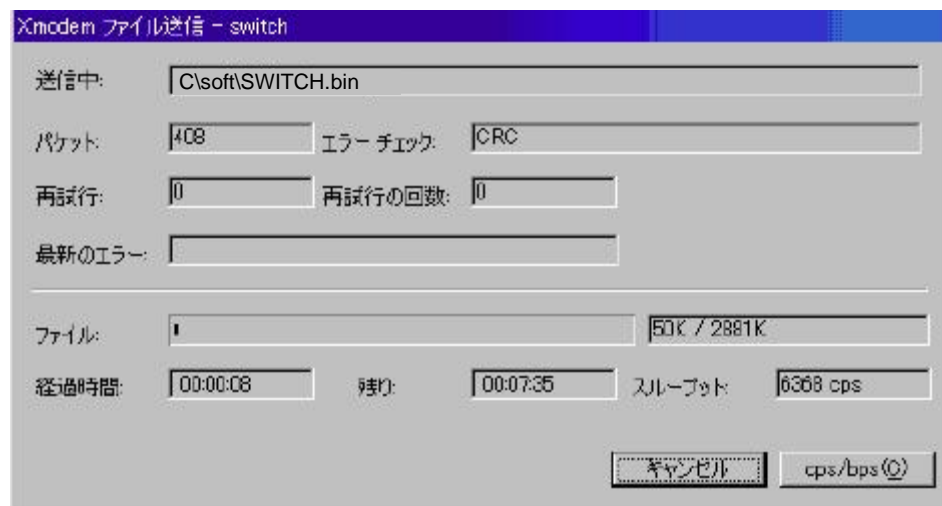 Xmodem ファイル送信 - switch
送信中: C\soft\SWITCH.bin
パケット: 408 エラー チェック: CRC
再試行: 0 再試行の回数: 0
最新のエラー:
ファイル: 50K / 2881K
経過時間: 00:00:08 残り: 00:07:35 スループット: 6368 cps
キャンセル cps/bps(C)